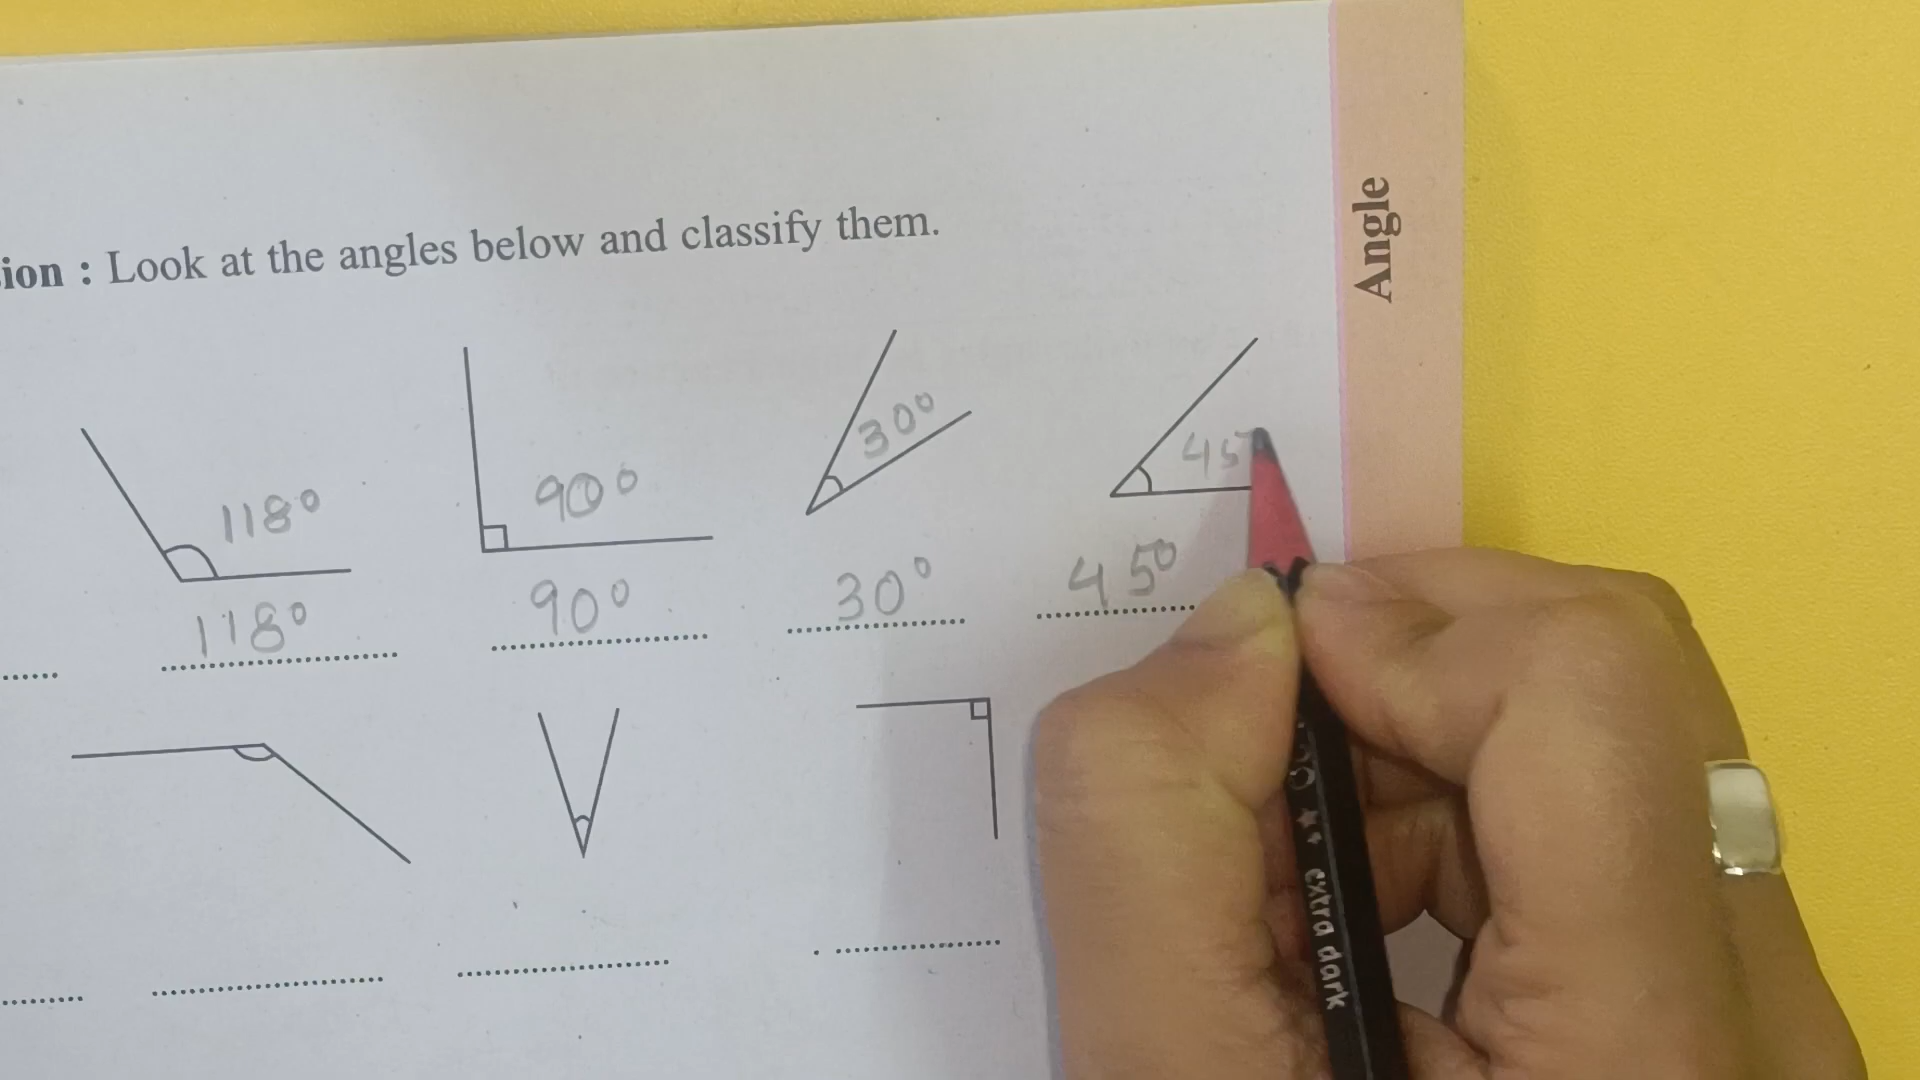 ion : Look at the angles below and classify them.
Angle
118°
90°
30°
45
118°
90°
30°
45°
extra dark